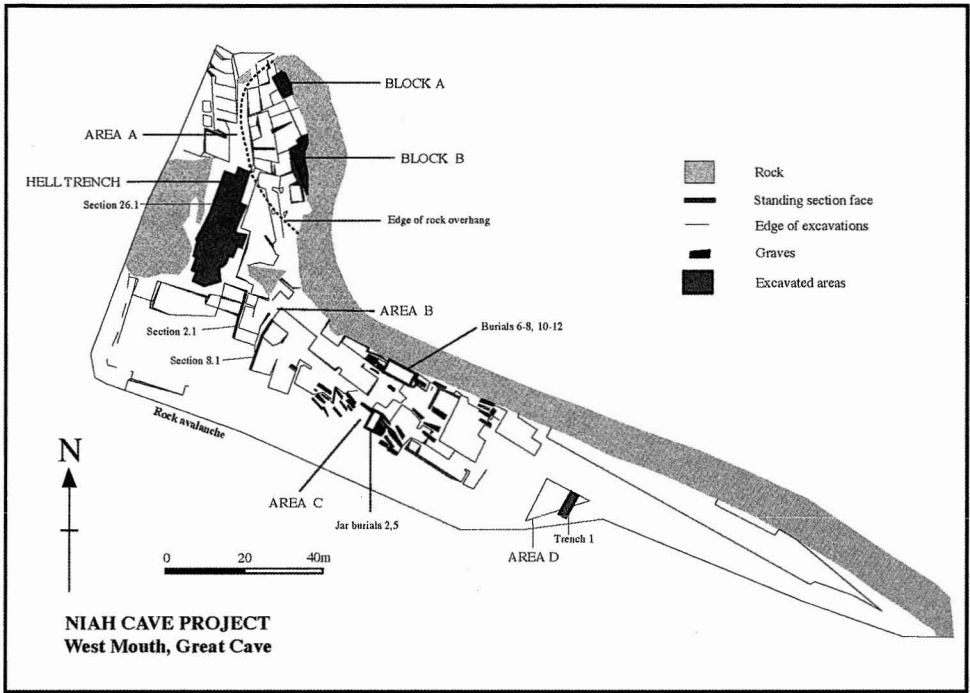 BLOCK A
AREA A
BLOCK B
HELL TRENCH
Section 26.1
Edge of rock overhang
AREA B
Section 2.1
Section 8.1
Burials 6-8, 10-12
Rock avalanche
AREA C
Jar burials 2,5
Trench 1
AREA D
N
0 20 40m
NIAH CAVE PROJECT
West Mouth, Great Cave
Rock
Standing section face
Edge of excavations
Graves
Excavated areas